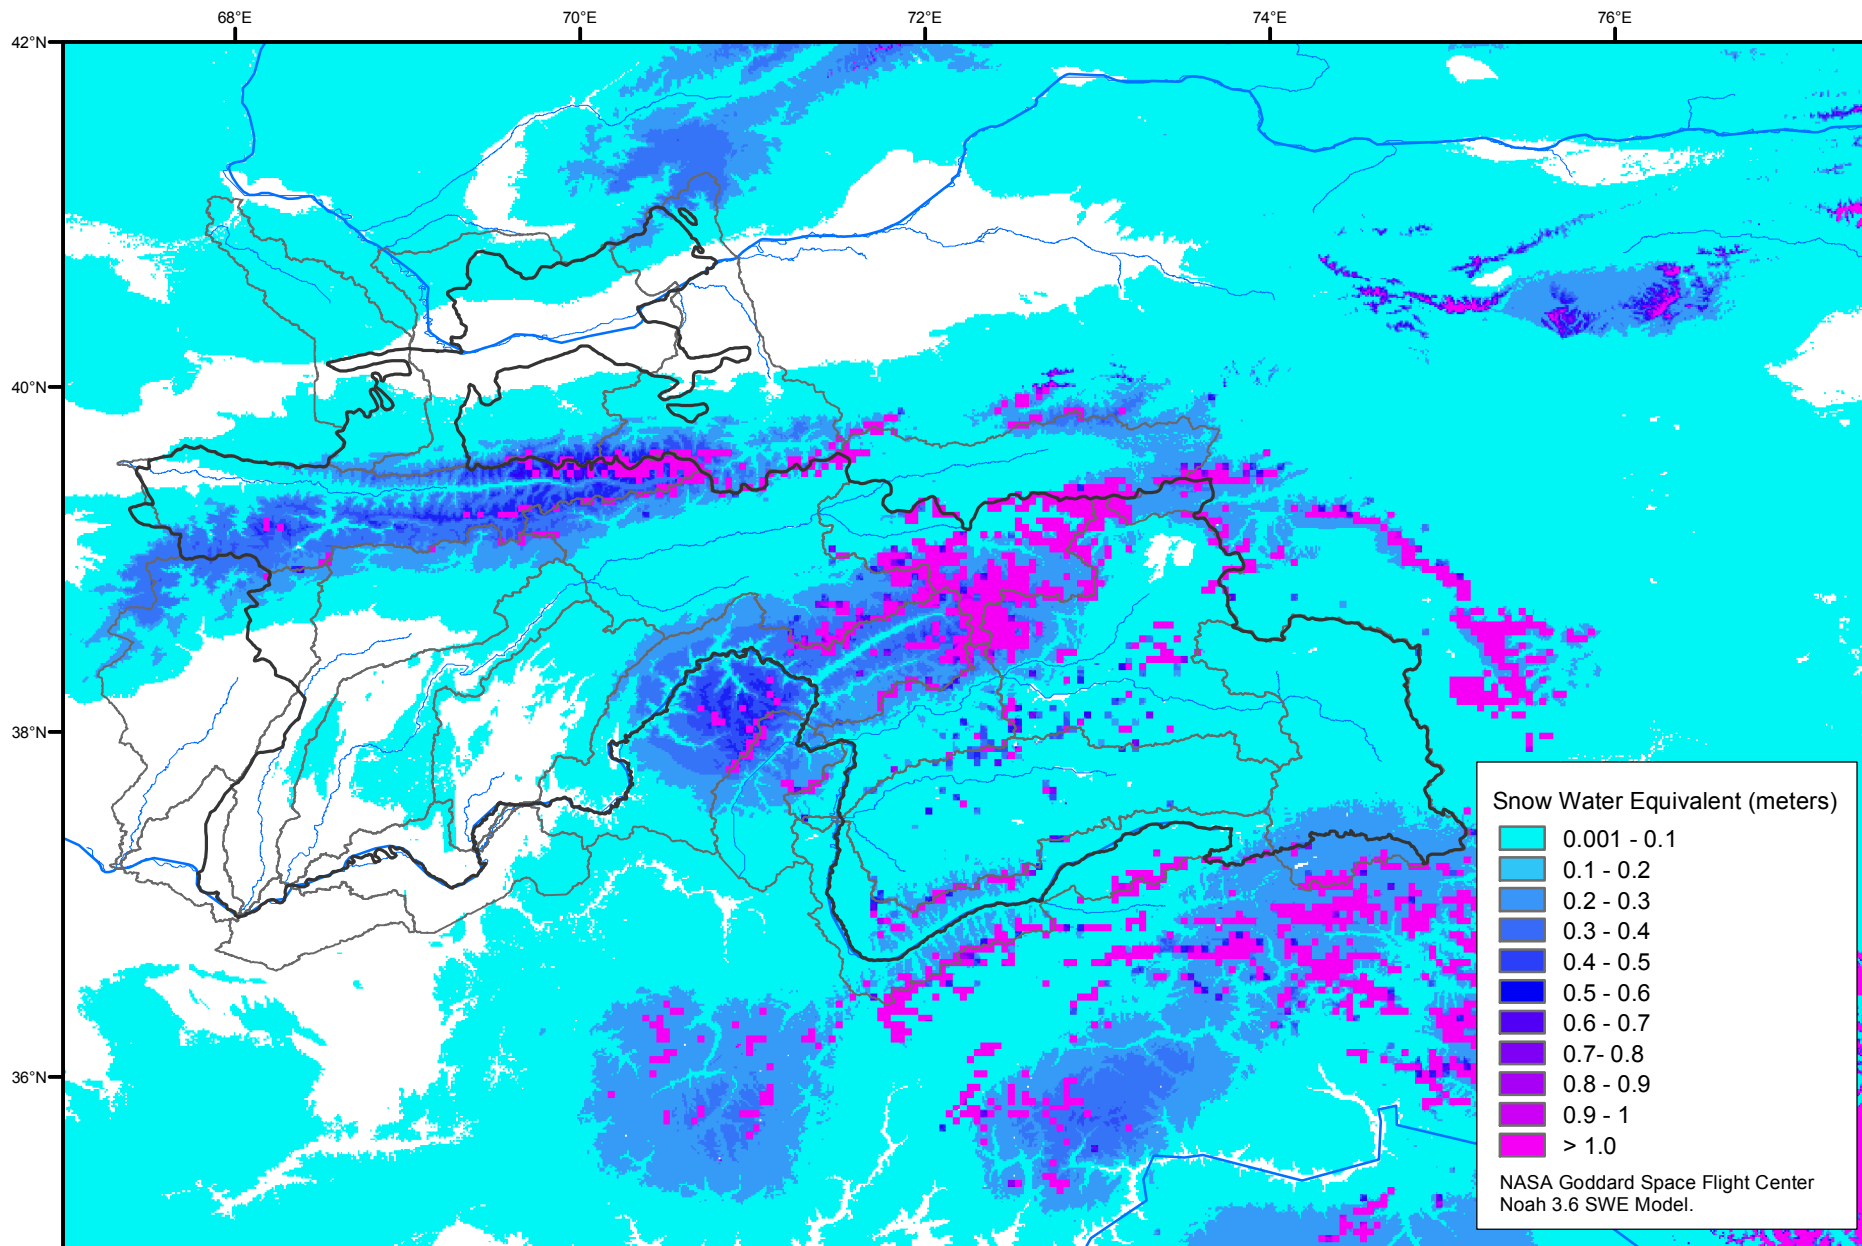 68°E
70°E
72°E
74°E
76°E
42°N
40°N
38°N
36°N
Snow Water Equivalent (meters)
0.001 - 0.1
0.1 - 0.2
0.2 - 0.3
0.3 - 0.4
0.4 - 0.5
0.5 - 0.6
0.6 - 0.7
0.7- 0.8
0.8 - 0.9
0.9 - 1
> 1.0
NASA Goddard Space Flight Center
Noah 3.6 SWE Model.